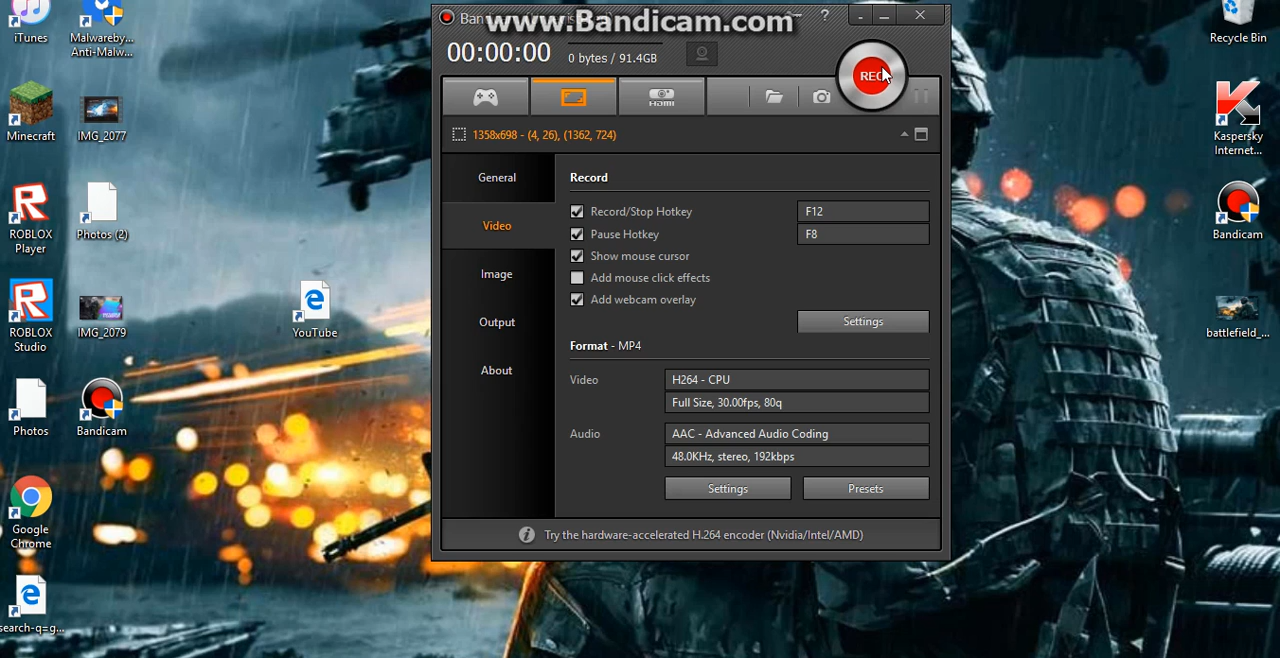 www.Bandicam.com
Ban
?
00:00:00
0 bytes / 91.4GB
REC
HDMI
1358x698 - (4, 26), (1362, 724)
General
Video
Image
Output
About
Record
Record/Stop Hotkey
F12
Pause Hotkey
F8
Show mouse cursor
Add mouse click effects
Add webcam overlay
Settings
Format - MP4
Video
H264 - CPU
Full Size, 30.00fps, 80q
Audio
AAC - Advanced Audio Coding
48.0KHz, stereo, 192kbps
Settings
Presets
Try the hardware-accelerated H.264 encoder (Nvidia/Intel/AMD)
iTunes
Malwareby...
Anti-Malw...
Minecraft
IMG_2077
ROBLOX
Player
Photos (2)
ROBLOX
Studio
IMG_2079
YouTube
Photos
Bandicam
Google
Chrome
search-q=g...
Recycle Bin
Kaspersky
Internet...
Bandicam
battlefield_...